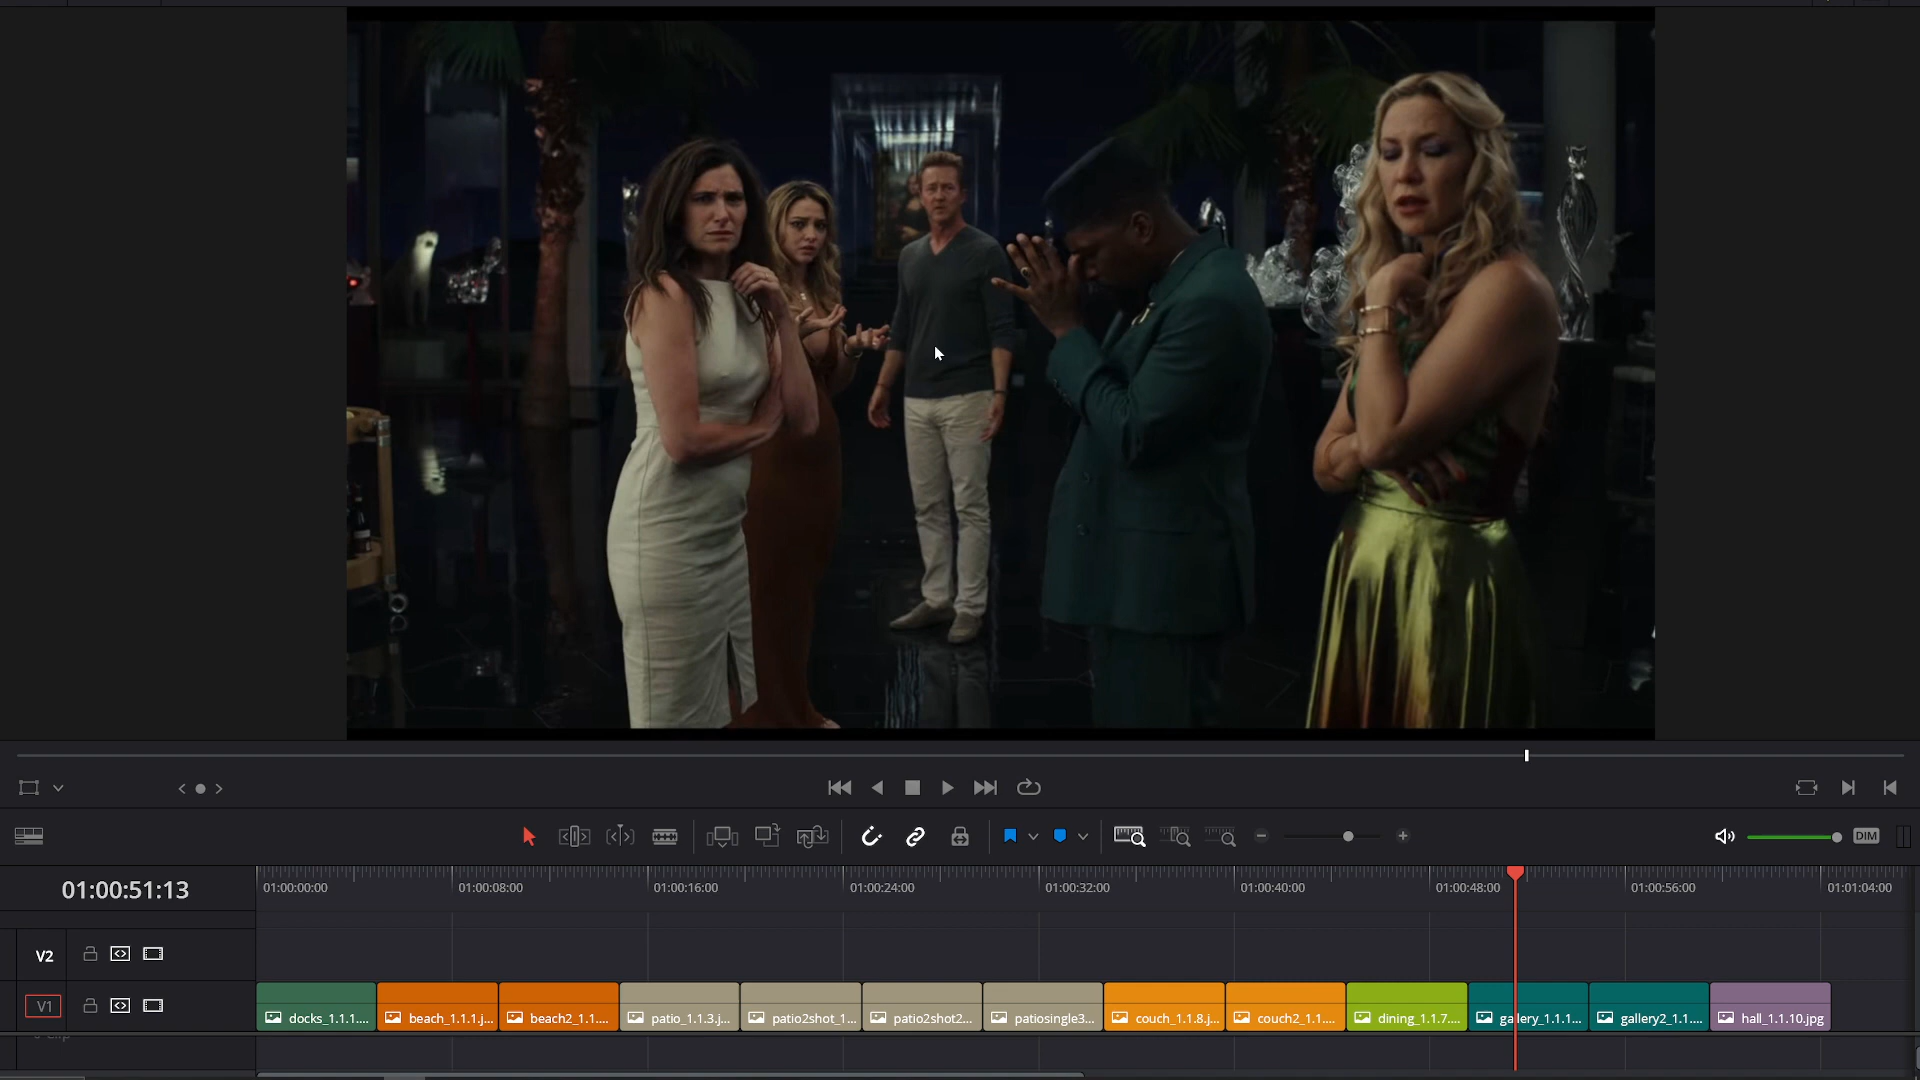 DIM
01:00:51:13
01:00:00:00
01:00:08:00
01:00:16:00
01:00:24:00
01:00:32:00
01:00:40:00
01:00:48:00
01:00:56:00
01:01:04:00
V2
V1
docks_1.1.1....
beach_1.1.1.j...
beach2_1.1....
patio_1.1.3.j...
patio2shot_1...
patio2shot2...
patiosingle3...
couch_1.1.8.j...
couch2_1.1....
dining_1.1.7....
gallery_1.1.1...
gallery2_1.1....
hall_1.1.10.jpg